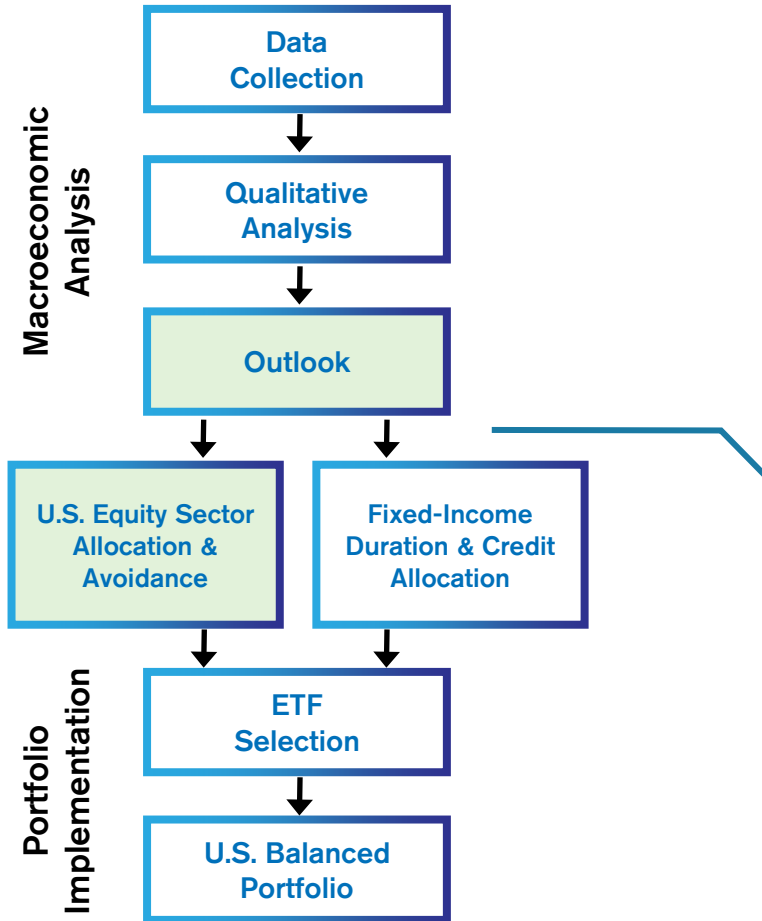 Data
Collection
Macroeconomic
Analysis
Qualitative
Analysis
Outlook
U.S. Equity Sector
Allocation &
Avoidance
Fixed-Income
Duration & Credit
Allocation
Portfolio
Implementation
ETF
Selection
U.S. Balanced
Portfolio